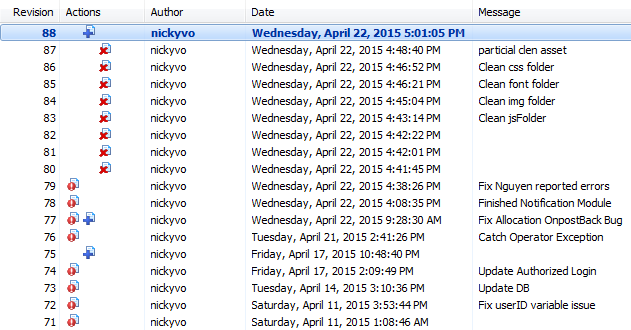 Revision Actions Author Date Message
88 nickyvo Wednesday, April 22, 2015 5:01:05 PM
87 nickyvo Wednesday, April 22, 2015 4:48:40 PM particial clen asset
86 nickyvo Wednesday, April 22, 2015 4:46:52 PM Clean css folder
85 nickyvo Wednesday, April 22, 2015 4:46:21 PM Clean font folder
84 nickyvo Wednesday, April 22, 2015 4:45:04 PM Clean img folder
83 nickyvo Wednesday, April 22, 2015 4:43:14 PM Clean jsFolder
82 nickyvo Wednesday, April 22, 2015 4:42:22 PM
81 nickyvo Wednesday, April 22, 2015 4:42:01 PM
80 nickyvo Wednesday, April 22, 2015 4:41:45 PM
79 nickyvo Wednesday, April 22, 2015 4:38:26 PM Fix Nguyen reported errors
78 nickyvo Wednesday, April 22, 2015 4:08:35 PM Finished Notification Module
77 nickyvo Wednesday, April 22, 2015 9:28:30 AM Fix Allocation OnpostBack Bug
76 nickyvo Tuesday, April 21, 2015 2:41:26 PM Catch Operator Exception
75 nickyvo Friday, April 17, 2015 10:48:40 PM
74 nickyvo Friday, April 17, 2015 2:09:49 PM Update Authorized Login
73 nickyvo Tuesday, April 14, 2015 3:10:36 PM Update DB
72 nickyvo Saturday, April 11, 2015 3:53:44 PM Fix userID variable issue
71 nickyvo Saturday, April 11, 2015 1:08:46 AM